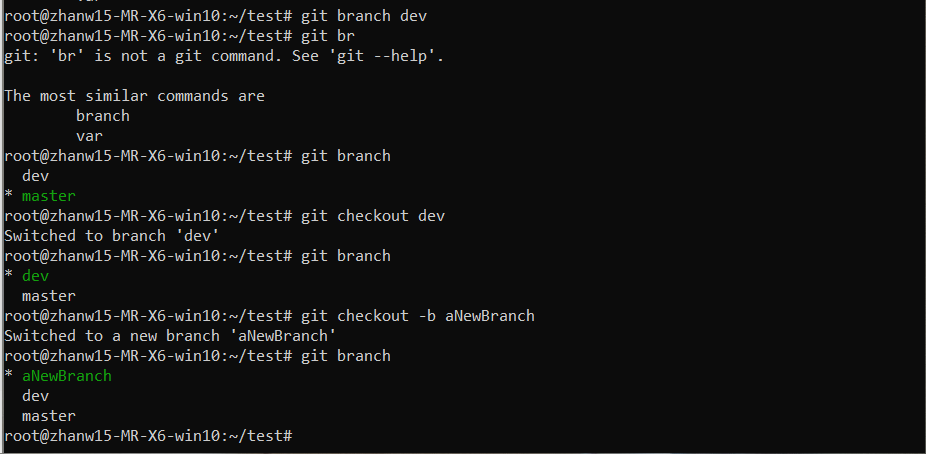 root@zhanw15-MR-X6-win10:~/test# git branch dev
root@zhanw15-MR-X6-win10:~/test# git br
git: 'br' is not a git command. See 'git --help'.

The most similar commands are
        branch
        var
root@zhanw15-MR-X6-win10:~/test# git branch
  dev
* master
root@zhanw15-MR-X6-win10:~/test# git checkout dev
Switched to branch 'dev'
root@zhanw15-MR-X6-win10:~/test# git branch
* dev
  master
root@zhanw15-MR-X6-win10:~/test# git checkout -b aNewBranch
Switched to a new branch 'aNewBranch'
root@zhanw15-MR-X6-win10:~/test# git branch
* aNewBranch
  dev
  master
root@zhanw15-MR-X6-win10:~/test#